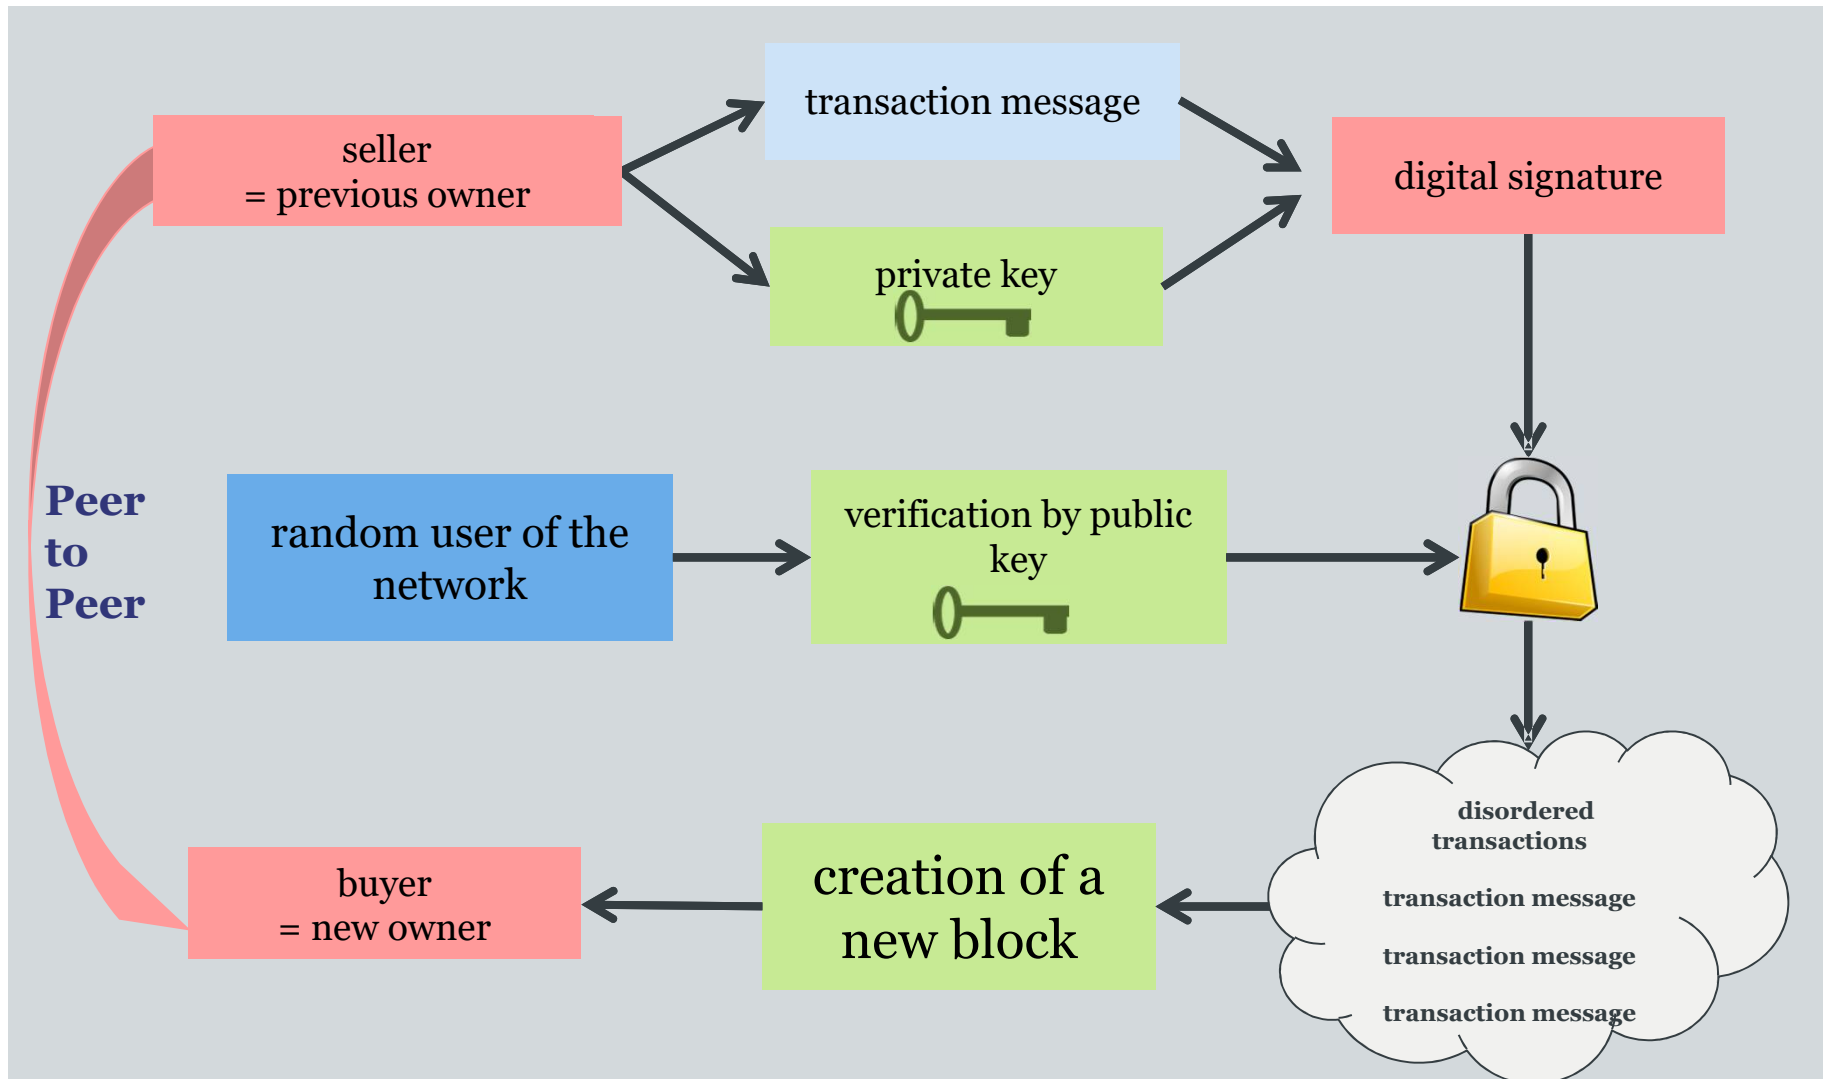 transaction message
seller
= previous owner
digital signature
private key
Peer
to
Peer
random user of the
network
verification by public
key
disordered
transactions
transaction message
transaction message
transaction message
creation of a
new block
buyer
= new owner